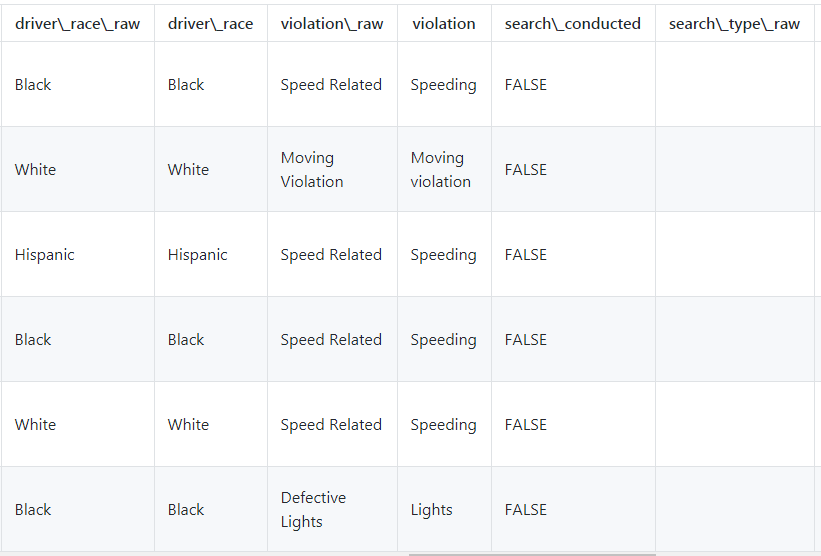 driver\_race\_raw driver\_race violation\_raw violation search\_conducted search\_type\_raw
Black Black Speed Related Speeding FALSE
White White Moving Violation Moving violation FALSE
Hispanic Hispanic Speed Related Speeding FALSE
Black Black Speed Related Speeding FALSE
White White Speed Related Speeding FALSE
Black Black Defective Lights Lights FALSE